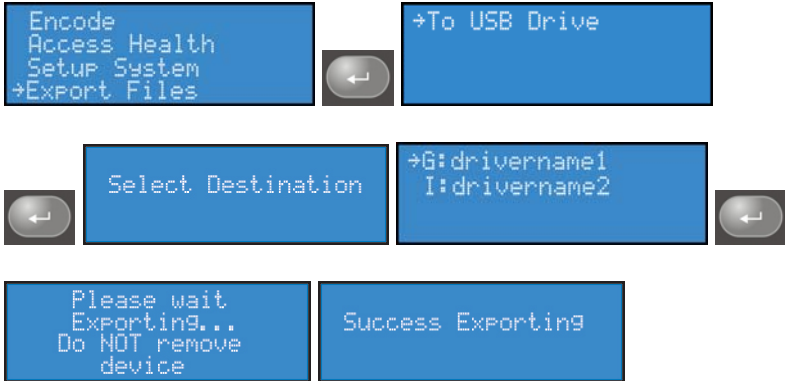 Encode
Access Health
Setup System
→Export Files
→To USB Drive
Select Destination
→G:drivername1
I:drivername2
Please wait
Exporting...
Do NOT remove
device
Success Exporting